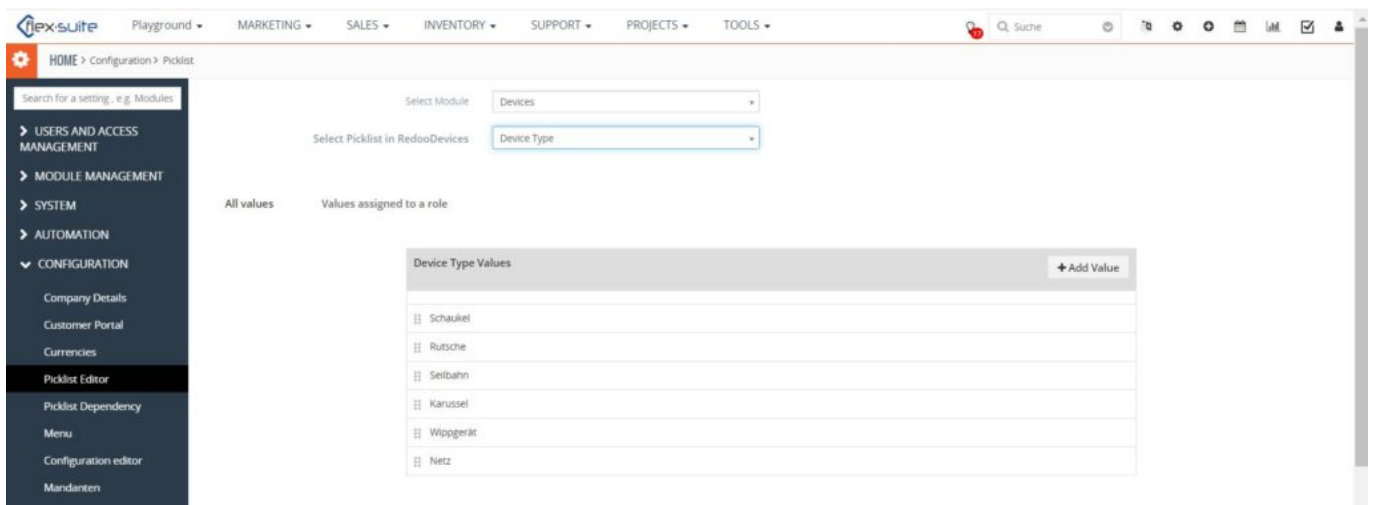 flex-suite Playground MARKETING SALES INVENTORY SUPPORT PROJECTS TOOLS 17 Suche
HOME > Configuration > Picklist
Search for a setting , e.g. Modules
USERS AND ACCESS MANAGEMENT
MODULE MANAGEMENT
SYSTEM
AUTOMATION
CONFIGURATION
Company Details
Customer Portal
Currencies
Picklist Editor
Picklist Dependency
Menu
Configuration editor
Mandanten
Select Module Devices
Select Picklist in RedooDevices Device Type
All values Values assigned to a role
Device Type Values + Add Value
Schaukel
Rutsche
Seilbahn
Karussel
Wippgerät
Netz